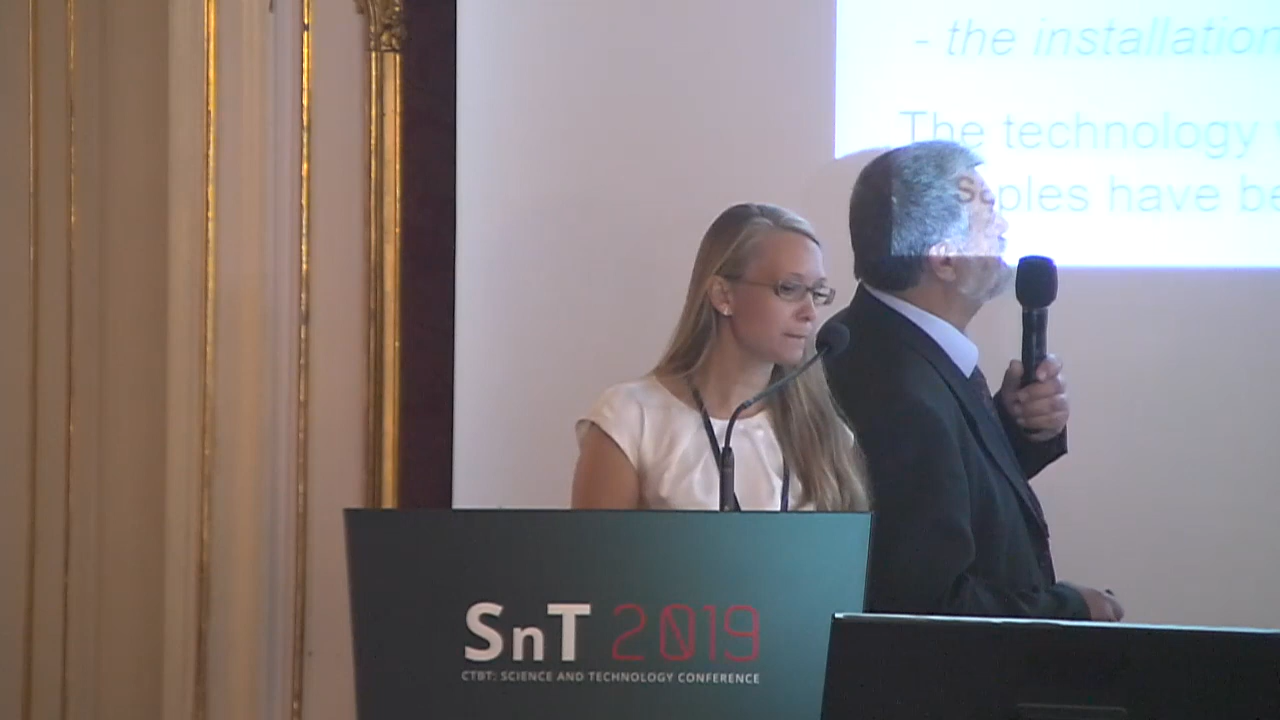 - the installation
The technology
ples have be
SnT 2019
CTBT: SCIENCE AND TECHNOLOGY CONFERENCE